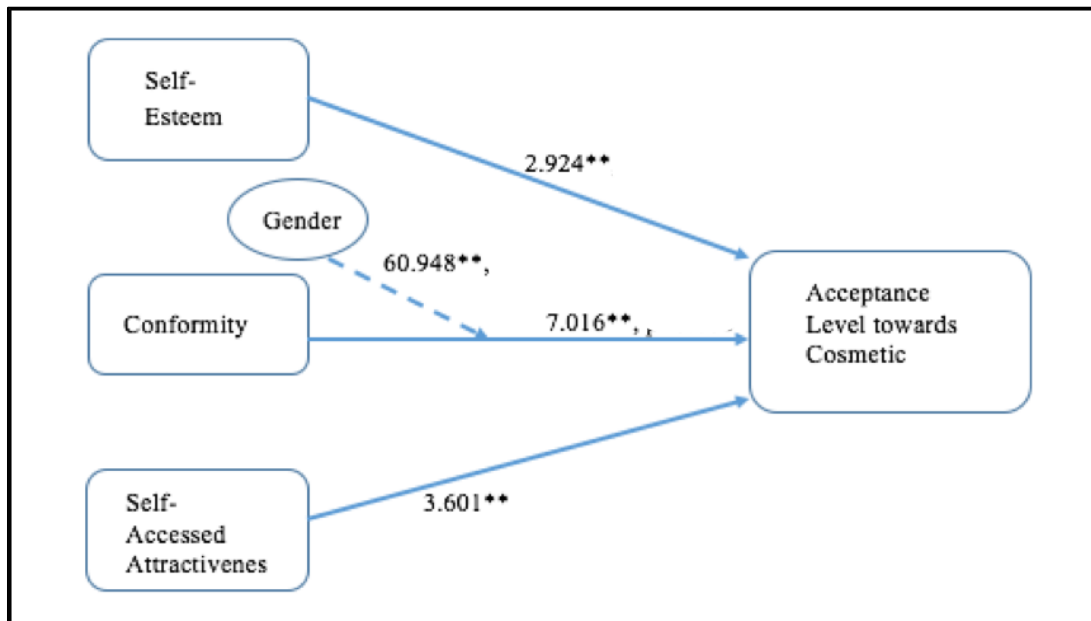 Self-
Esteem
2.924**
Gender
60.948**,
Conformity
7.016**,
Acceptance
Level towards
Cosmetic
3.601**
Self-
Accessed
Attractivenes